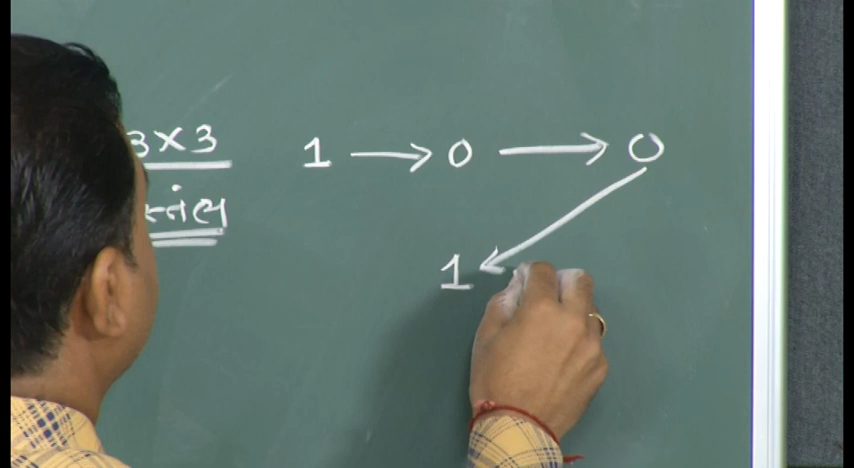 3×3 1 → 0 → 0
1